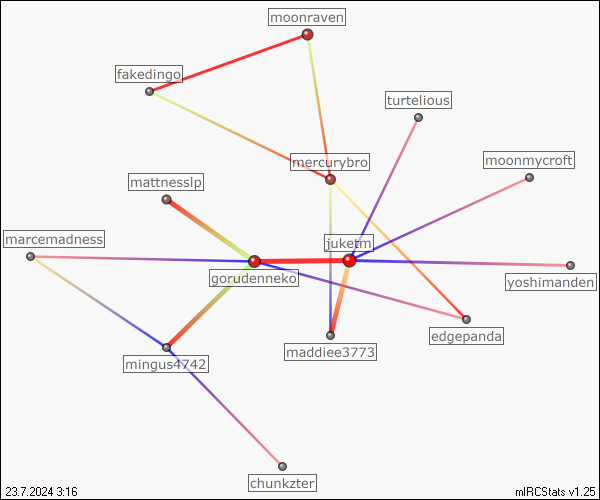 moonraven
fakedingo
turtelious
mercurybro
moonmycroft
mattnesslp
marcemadness
juketm
gorudenneko
yoshimanden
edgepanda
maddiee3773
mingus4742
chunkzter
23.7.2024 3:16
mIRCStats v1.25